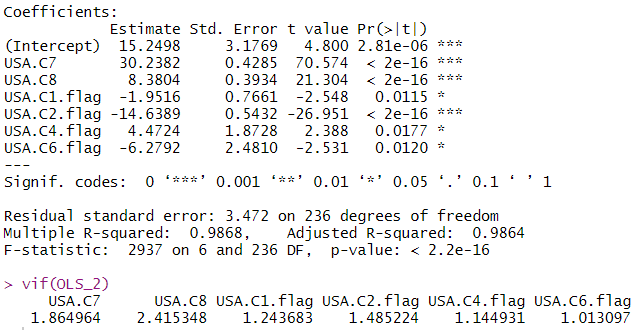 Coefficients:
             Estimate Std. Error t value Pr(>|t|)
(Intercept)  15.2498     3.1769   4.800 2.81e-06 ***
USA.C7       30.2382     0.4285  70.574  < 2e-16 ***
USA.C8        8.3804     0.3934  21.304  < 2e-16 ***
USA.C1.flag  -1.9516     0.7661  -2.548   0.0115 *
USA.C2.flag -14.6389     0.5432 -26.951  < 2e-16 ***
USA.C4.flag   4.4724     1.8728   2.388   0.0177 *
USA.C6.flag  -6.2792     2.4810  -2.531   0.0120 *
---
Signif. codes:  0 ‘***’ 0.001 ‘**’ 0.01 ‘*’ 0.05 ‘.’ 0.1 ‘ ’ 1
Residual standard error: 3.472 on 236 degrees of freedom
Multiple R-squared:  0.9868,    Adjusted R-squared:  0.9864
F-statistic:  2937 on 6 and 236 DF,  p-value: < 2.2e-16
> vif(OLS_2)
     USA.C7      USA.C8 USA.C1.flag USA.C2.flag USA.C4.flag USA.C6.flag
   1.864964    2.415348    1.243683    1.485224    1.144931    1.013097